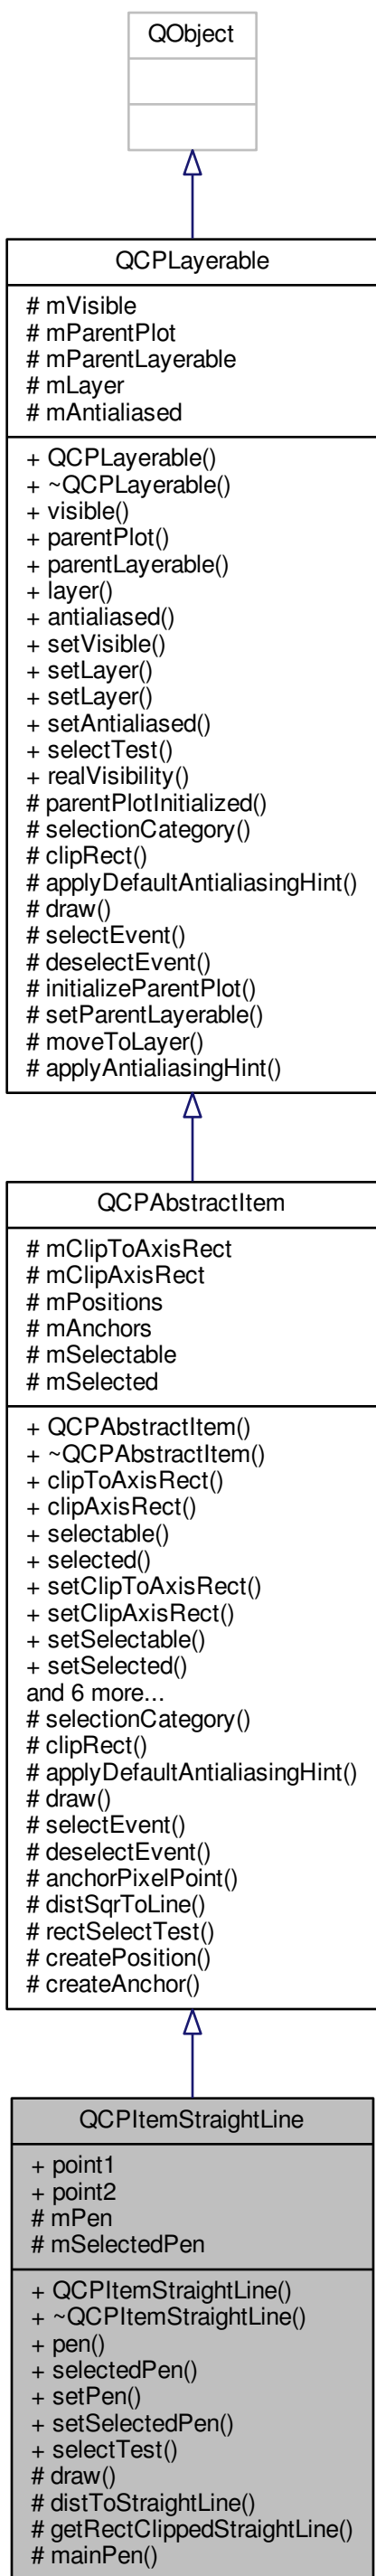 QObject
QCPLayerable
# mVisible
# mParentPlot
# mParentLayerable
# mLayer
# mAntialiased
+ QCPLayerable()
+ ~QCPLayerable()
+ visible()
+ parentPlot()
+ parentLayerable()
+ layer()
+ antialiased()
+ setVisible()
+ setLayer()
+ setLayer()
+ setAntialiased()
+ selectTest()
+ realVisibility()
# parentPlotInitialized()
# selectionCategory()
# clipRect()
# applyDefaultAntialiasingHint()
# draw()
# selectEvent()
# deselectEvent()
# initializeParentPlot()
# setParentLayerable()
# moveToLayer()
# applyAntialiasingHint()
QCPAbstractItem
# mClipToAxisRect
# mClipAxisRect
# mPositions
# mAnchors
# mSelectable
# mSelected
+ QCPAbstractItem()
+ ~QCPAbstractItem()
+ clipToAxisRect()
+ clipAxisRect()
+ selectable()
+ selected()
+ setClipToAxisRect()
+ setClipAxisRect()
+ setSelectable()
+ setSelected()
and 6 more...
# selectionCategory()
# clipRect()
# applyDefaultAntialiasingHint()
# draw()
# selectEvent()
# deselectEvent()
# anchorPixelPoint()
# distSqrToLine()
# rectSelectTest()
# createPosition()
# createAnchor()
QCPItemStraightLine
+ point1
+ point2
# mPen
# mSelectedPen
+ QCPItemStraightLine()
+ ~QCPItemStraightLine()
+ pen()
+ selectedPen()
+ setPen()
+ setSelectedPen()
+ selectTest()
# draw()
# distToStraightLine()
# getRectClippedStraightLine()
# mainPen()